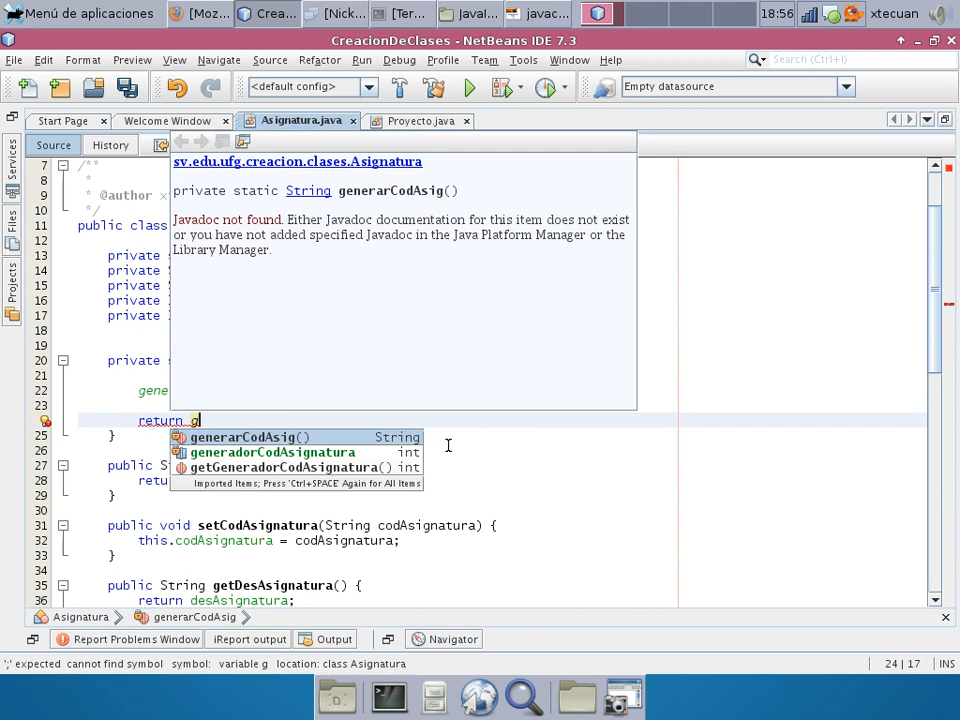 Menú de aplicaciones
[Moz...
Crea...
[Nick...
[Ter...
JavaI...
javac...
18:56
xtecuan
CreacionDeClases - NetBeans IDE 7.3
File Edit Format Preview View Navigate Source Refactor Run Debug Profile Team Tools Window Help
Search (Ctrl+I)
<default config>
Empty datasource
Start Page
Welcome Window
Asignatura.java
Proyecto.java
Source
History
Services
Files
Projects
sv.edu.ufg.creacion.clases.Asignatura
private static String generarCodAsig()
Javadoc not found. Either Javadoc documentation for this item does not exist
or you have not added specified Javadoc in the Java Platform Manager or the
Library Manager.
7 /**
8 *
9 * @author x
10 */
11 public class
12
13 private s
14 private S
15 private S
16 private I
17 private I
18
19
20 private s
21
22 gene
23
return g
25 }
26
27 public St
28 retu
29 }
30
31 public void setCodAsignatura(String codAsignatura) {
32 this.codAsignatura = codAsignatura;
33 }
34
35 public String getDesAsignatura() {
36 return desAsignatura;
generarCodAsig() String
generadorCodAsignatura int
getGeneradorCodAsignatura() int
Imported Items; Press 'Ctrl+SPACE' Again for All Items
Asignatura
generarCodAsig
Report Problems Window
iReport output
Output
Navigator
';' expected cannot find symbol symbol: variable g location: class Asignatura
24 | 17
INS